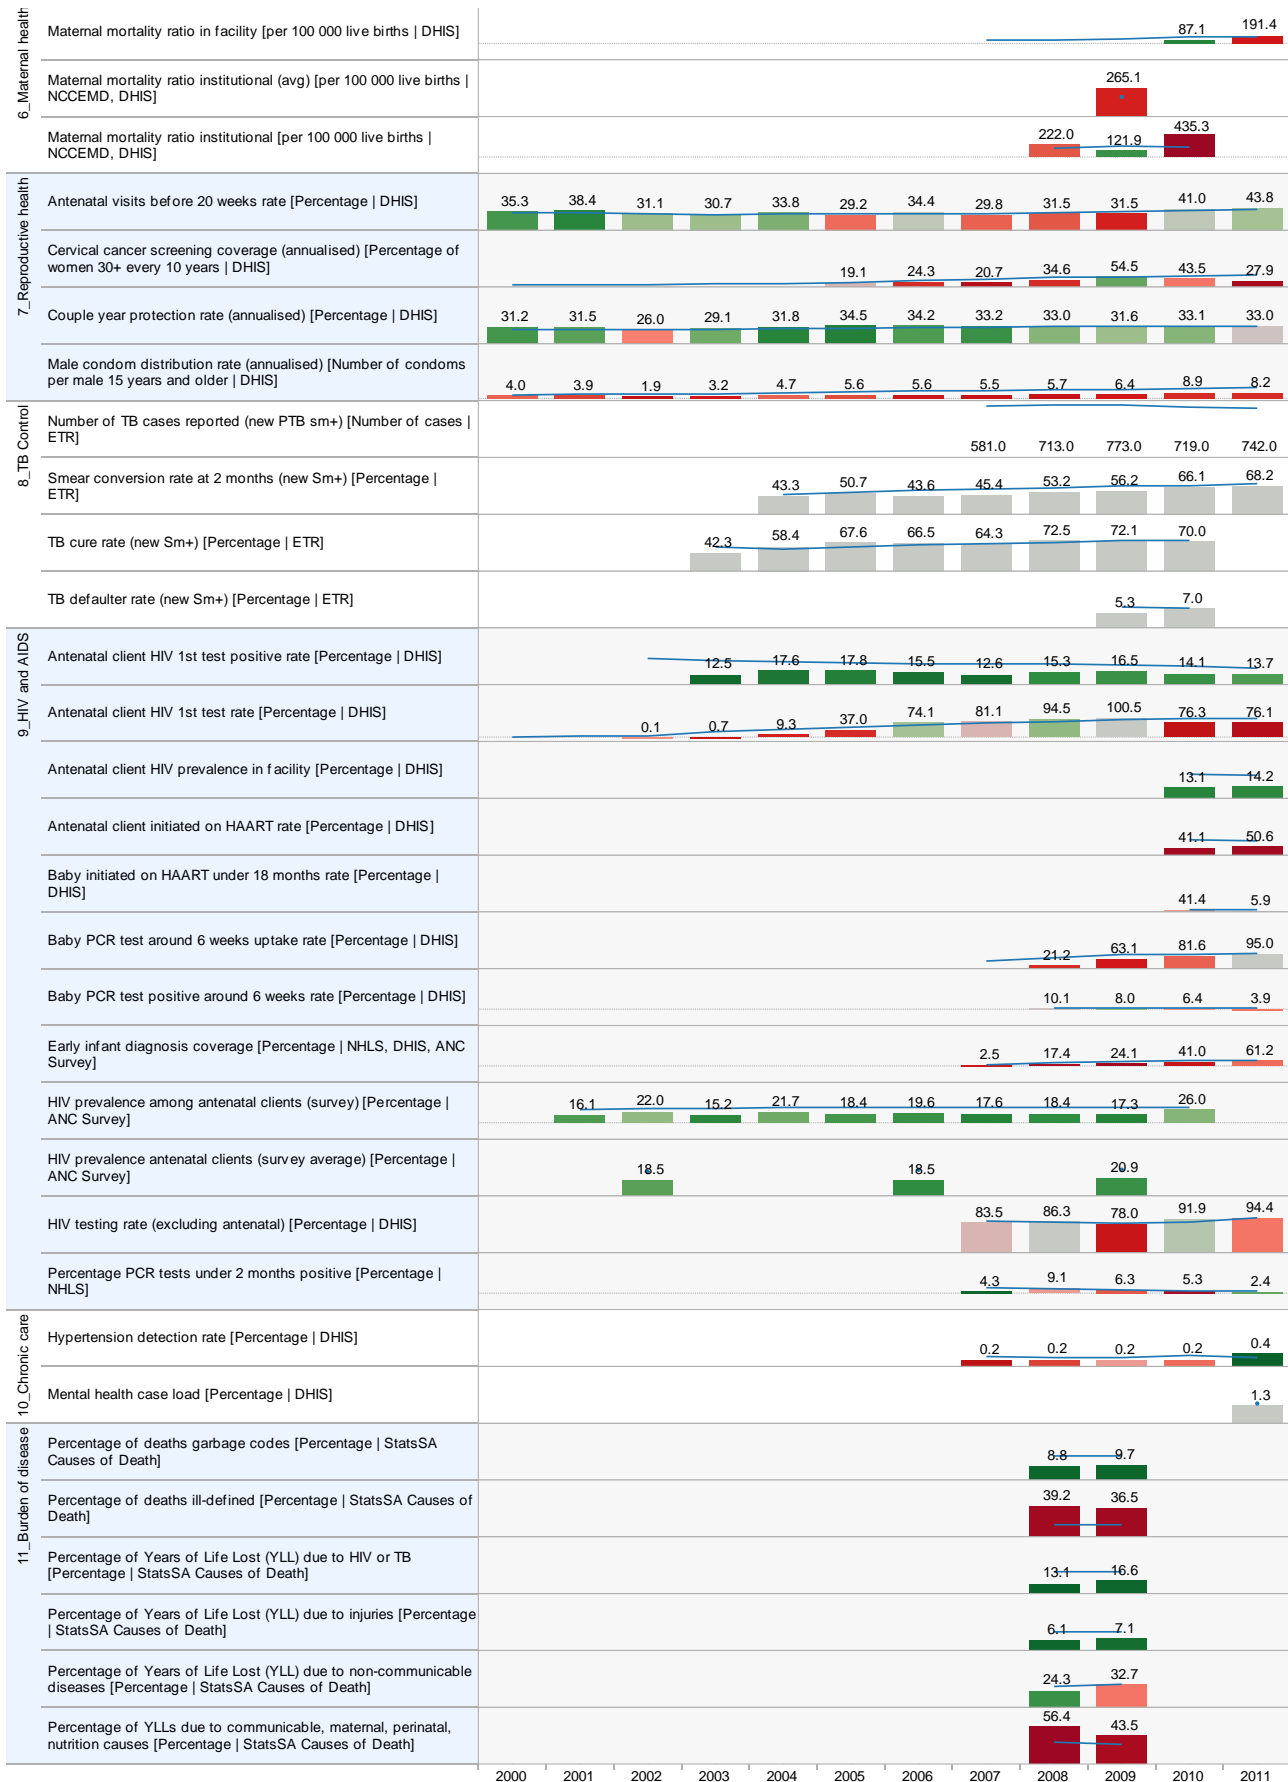 6_Maternal health
Maternal mortality ratio in facility [per 100 000 live births | DHIS]
87.1 191.4
Maternal mortality ratio institutional (avg) [per 100 000 live births |
NCCEMD, DHIS]
265.1
Maternal mortality ratio institutional [per 100 000 live births |
NCCEMD, DHIS]
222.0 121.9 435.3
7_Reproductive health
Antenatal visits before 20 weeks rate [Percentage | DHIS]
35.3 38.4 31.1 30.7 33.8 29.2 34.4 29.8 31.5 31.5 41.0 43.8
Cervical cancer screening coverage (annualised) [Percentage of
women 30+ every 10 years | DHIS]
19.1 24.3 20.7 34.6 54.5 43.5 27.9
Couple year protection rate (annualised) [Percentage | DHIS]
31.2 31.5 26.0 29.1 31.8 34.5 34.2 33.2 33.0 31.6 33.1 33.0
Male condom distribution rate (annualised) [Number of condoms
per male 15 years and older | DHIS]
4.0 3.9 1.9 3.2 4.7 5.6 5.6 5.5 5.7 6.4 8.9 8.2
8_TB Control
Number of TB cases reported (new PTB sm+) [Number of cases |
ETR]
581.0 713.0 773.0 719.0 742.0
Smear conversion rate at 2 months (new Sm+) [Percentage |
ETR]
43.3 50.7 43.6 45.4 53.2 56.2 66.1 68.2
TB cure rate (new Sm+) [Percentage | ETR]
42.3 58.4 67.6 66.5 64.3 72.5 72.1 70.0
TB defaulter rate (new Sm+) [Percentage | ETR]
5.3 7.0
9_HIV and AIDS
Antenatal client HIV 1st test positive rate [Percentage | DHIS]
12.5 17.6 17.8 15.5 12.6 15.3 16.5 14.1 13.7
Antenatal client HIV 1st test rate [Percentage | DHIS]
0.1 0.7 9.3 37.0 74.1 81.1 94.5 100.5 76.3 76.1
Antenatal client HIV prevalence in facility [Percentage | DHIS]
13.1 14.2
Antenatal client initiated on HAART rate [Percentage | DHIS]
41.1 50.6
Baby initiated on HAART under 18 months rate [Percentage |
DHIS]
41.4 5.9
Baby PCR test around 6 weeks uptake rate [Percentage | DHIS]
21.2 63.1 81.6 95.0
Baby PCR test positive around 6 weeks rate [Percentage | DHIS]
10.1 8.0 6.4 3.9
Early infant diagnosis coverage [Percentage | NHLS, DHIS, ANC
Survey]
2.5 17.4 24.1 41.0 61.2
HIV prevalence among antenatal clients (survey) [Percentage |
ANC Survey]
16.1 22.0 15.2 21.7 18.4 19.6 17.6 18.4 17.3 26.0
HIV prevalence antenatal clients (survey average) [Percentage |
ANC Survey]
18.5 18.5 20.9
HIV testing rate (excluding antenatal) [Percentage | DHIS]
83.5 86.3 78.0 91.9 94.4
Percentage PCR tests under 2 months positive [Percentage |
NHLS]
4.3 9.1 6.3 5.3 2.4
10_Chronic care
Hypertension detection rate [Percentage | DHIS]
0.2 0.2 0.2 0.2 0.4
Mental health case load [Percentage | DHIS]
1.3
11_Burden of disease
Percentage of deaths garbage codes [Percentage | StatsSA
Causes of Death]
8.8 9.7
Percentage of deaths ill-defined [Percentage | StatsSA Causes of
Death]
39.2 36.5
Percentage of Years of Life Lost (YLL) due to HIV or TB
[Percentage | StatsSA Causes of Death]
13.1 16.6
Percentage of Years of Life Lost (YLL) due to injuries [Percentage
| StatsSA Causes of Death]
6.1 7.1
Percentage of Years of Life Lost (YLL) due to non-communicable
diseases [Percentage | StatsSA Causes of Death]
24.3 32.7
Percentage of YLLs due to communicable, maternal, perinatal,
nutrition causes [Percentage | StatsSA Causes of Death]
56.4 43.5
2000 2001 2002 2003 2004 2005 2006 2007 2008 2009 2010 2011